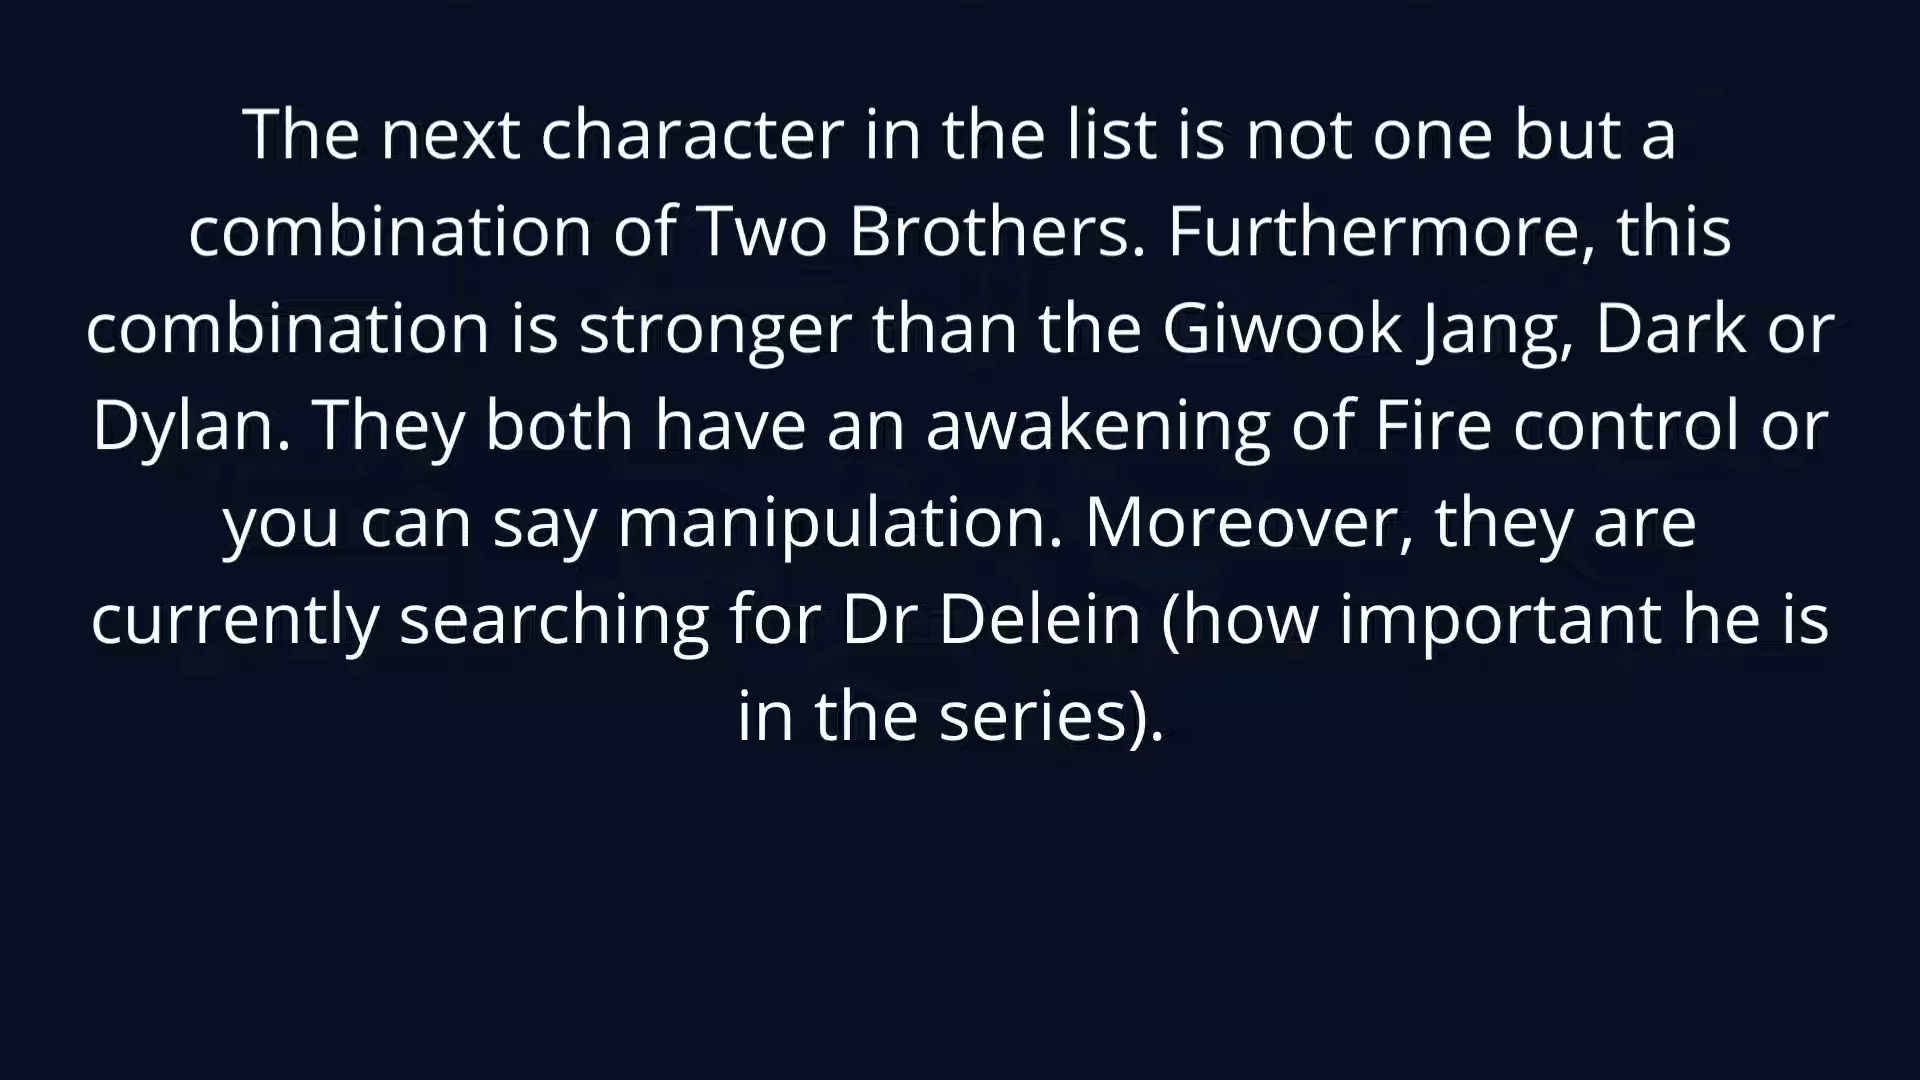 The next character in the list is not one but a
combination of Two Brothers. Furthermore, this
combination is stronger than the Giwook Jang, Dark or
Dylan. They both have an awakening of Fire control or
you can say manipulation. Moreover, they are
currently searching for Dr Delein (how important he is
in the series).